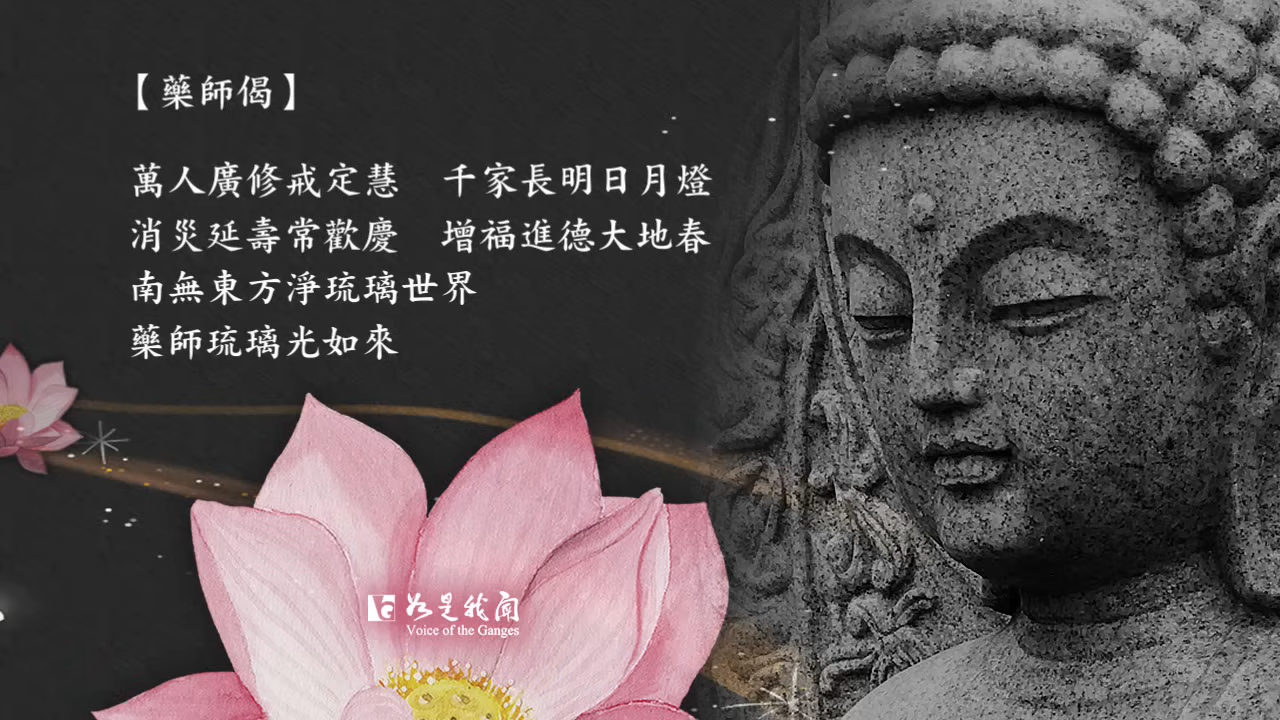 【藥師偈】
萬人廣修戒定慧　千家長明日月燈
消災延壽常歡慶　增福進德大地春
南無東方淨琉璃世界
藥師琉璃光如來
如是我聞
Voice of the Ganges